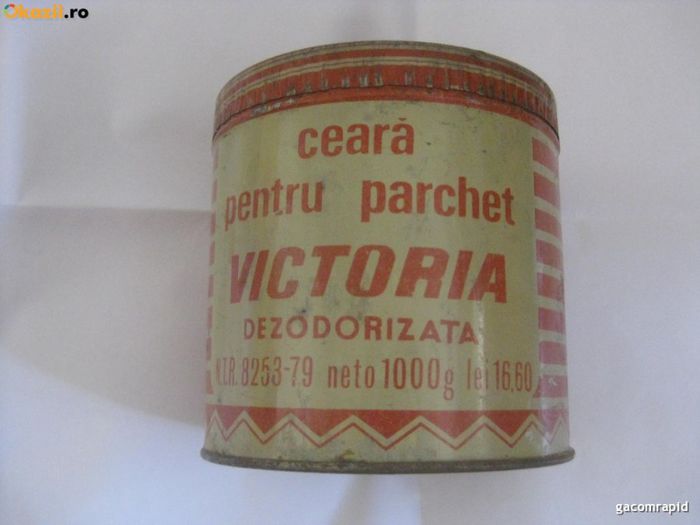 Okazii.ro
ceară
pentru parchet
VICTORIA
DEZODORIZATA
N.T.R. 8253-79 neto 1000g lei 16,60
gacomrapid